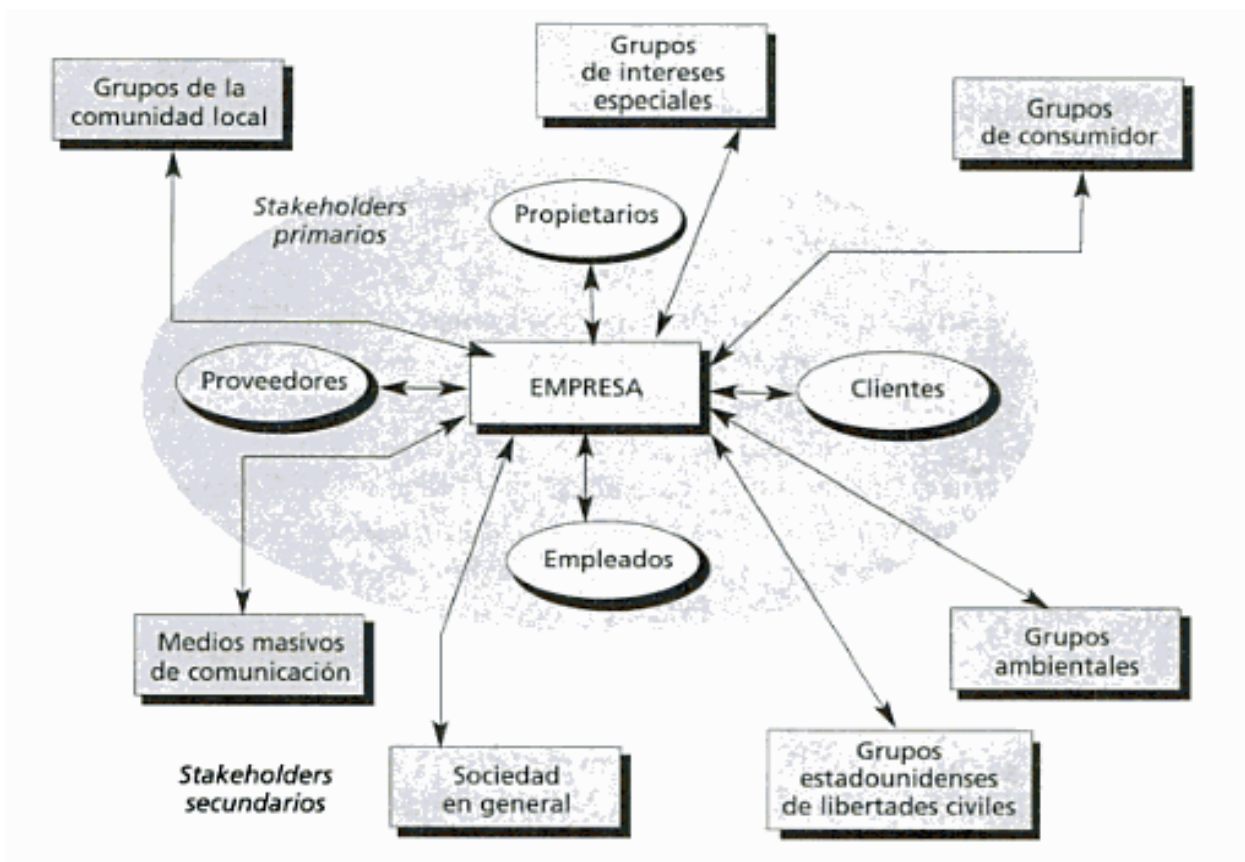 Grupos
de intereses
especiales
Grupos de la
comunidad local
Grupos
de consumidor
Stakeholders
primarios
Propietarios
Proveedores
EMPRESA
Clientes
Empleados
Medios masivos
de comunicación
Grupos
ambientales
Stakeholders
secundarios
Sociedad
en general
Grupos
estadounidenses
de libertades civiles